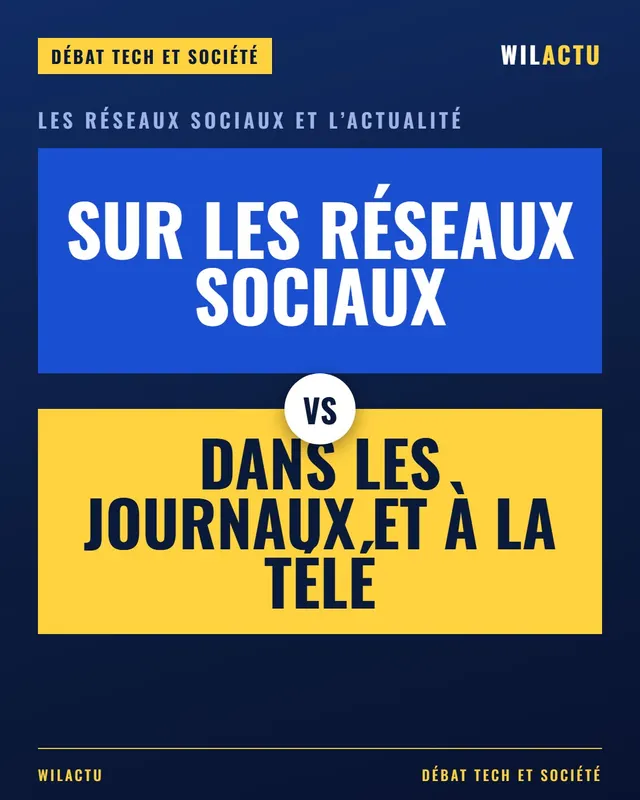 DÉBAT TECH ET SOCIÉTÉ
WILACTU
LES RÉSEAUX SOCIAUX ET L’ACTUALITÉ
SUR LES RÉSEAUX
SOCIAUX
VS
DANS LES
JOURNAUX ET À LA
TÉLÉ
WILACTU
DÉBAT TECH ET SOCIÉTÉ